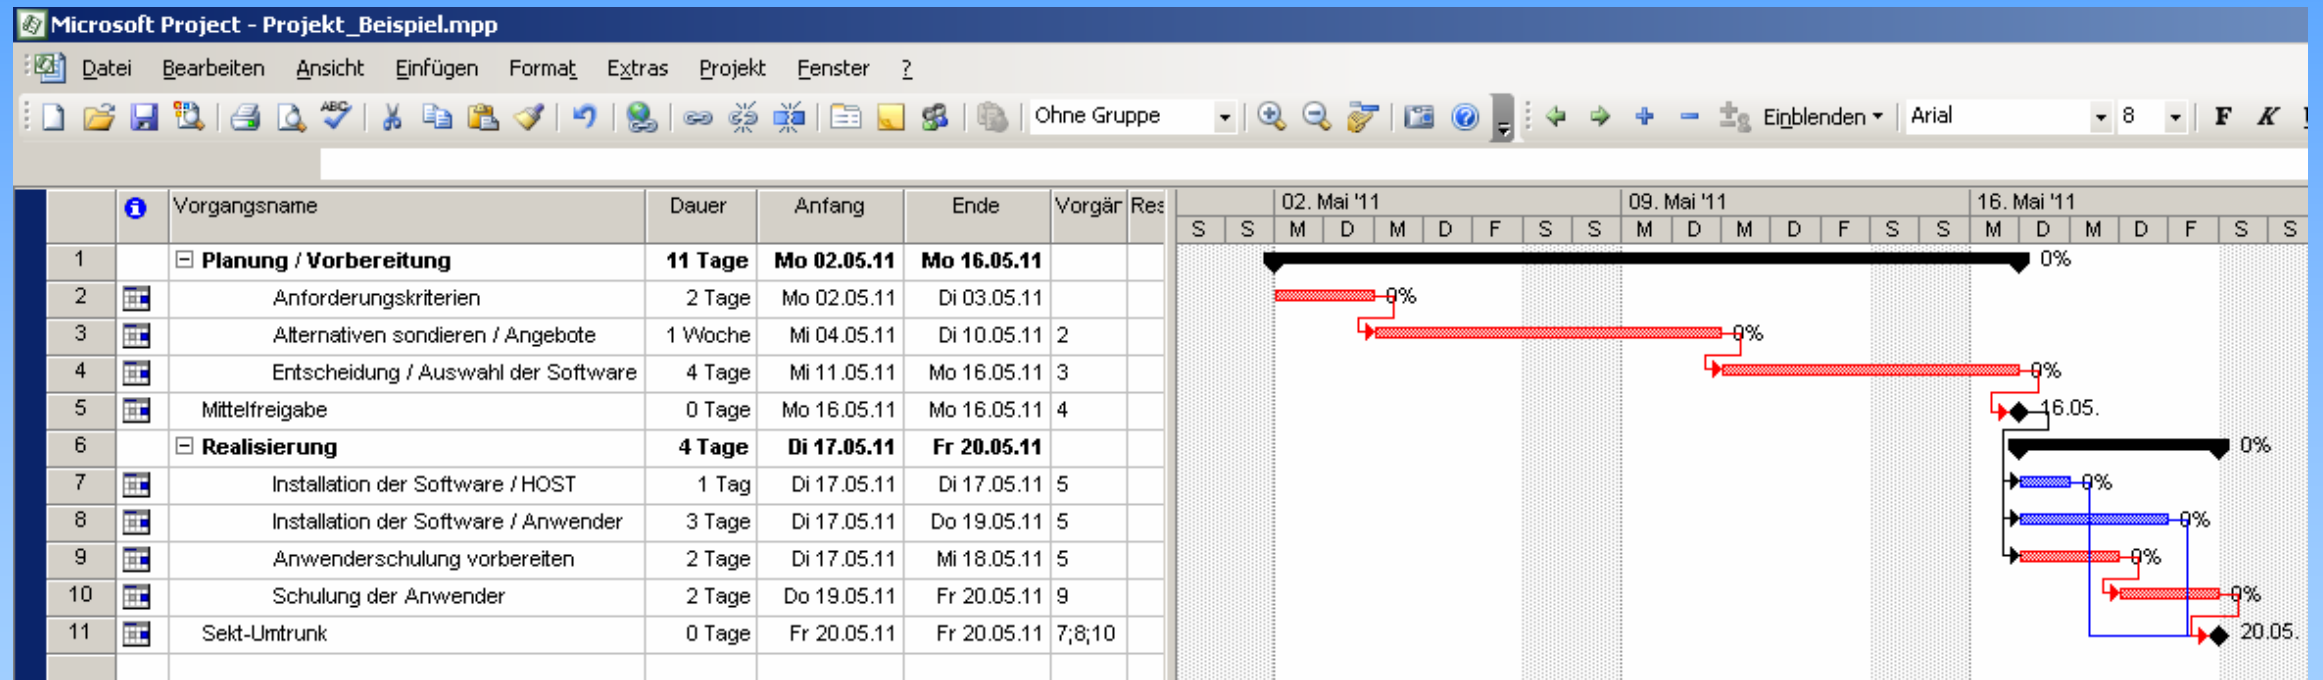 Microsoft Project - Projekt_Beispiel.mpp
Datei Bearbeiten Ansicht Einfügen Format Extras Projekt Fenster ?
ABC Ohne Gruppe Einblenden Arial 8 F K
Vorgangsname Dauer Anfang Ende Vorgär Res 02. Mai '11 09. Mai '11 16. Mai '11
S S M D M D F S S M D M D F S S M D M D F S S
1 Planung / Vorbereitung 11 Tage Mo 02.05.11 Mo 16.05.11 0%
2 Anforderungskriterien 2 Tage Mo 02.05.11 Di 03.05.11 0%
3 Alternativen sondieren / Angebote 1 Woche Mi 04.05.11 Di 10.05.11 2 0%
4 Entscheidung / Auswahl der Software 4 Tage Mi 11.05.11 Mo 16.05.11 3 0%
5 Mittelfreigabe 0 Tage Mo 16.05.11 Mo 16.05.11 4 16.05.
6 Realisierung 4 Tage Di 17.05.11 Fr 20.05.11 0%
7 Installation der Software / HOST 1 Tag Di 17.05.11 Di 17.05.11 5 0%
8 Installation der Software / Anwender 3 Tage Di 17.05.11 Do 19.05.11 5 0%
9 Anwenderschulung vorbereiten 2 Tage Di 17.05.11 Mi 18.05.11 5 0%
10 Schulung der Anwender 2 Tage Do 19.05.11 Fr 20.05.11 9 0%
11 Sekt-Umtrunk 0 Tage Fr 20.05.11 Fr 20.05.11 7;8;10 20.05.